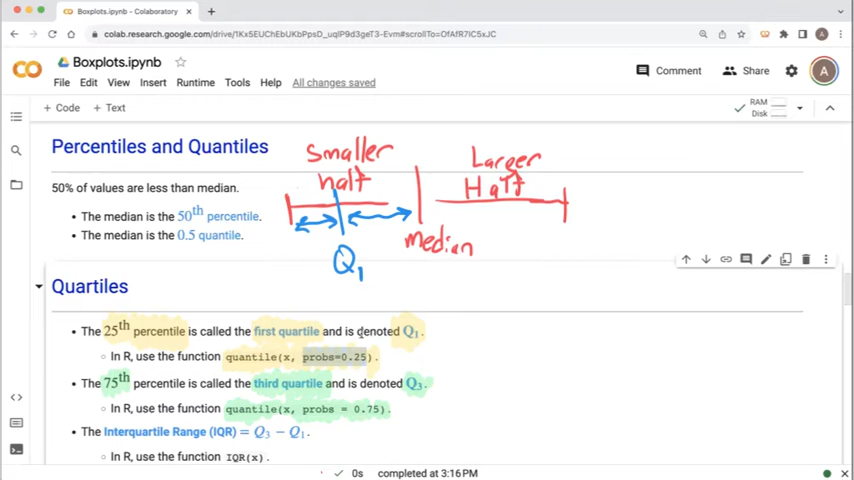 Boxplots.ipynb - Colaboratory
colab.research.google.com/drive/1Kx5EUChEbUKbPpsD_uqlP9d3geT3-Evm#scrollTo=OfAfR7iC5xJC
A
Boxplots.ipynb
File Edit View Insert Runtime Tools Help All changes saved
Comment Share A
+ Code + Text
RAM
Disk
Percentiles and Quantiles
50% of values are less than median.
The median is the 50th percentile.
The median is the 0.5 quantile.
Smaller
half
Larger
Half
median
Q1
Quartiles
The 25th percentile is called the first quartile and is denoted Q1.
In R, use the function quantile(x, probs=0.25).
The 75th percentile is called the third quartile and is denoted Q3.
In R, use the function quantile(x, probs = 0.75).
The Interquartile Range (IQR) = Q3 − Q1.
In R, use the function IQR(x).
0s completed at 3:16 PM